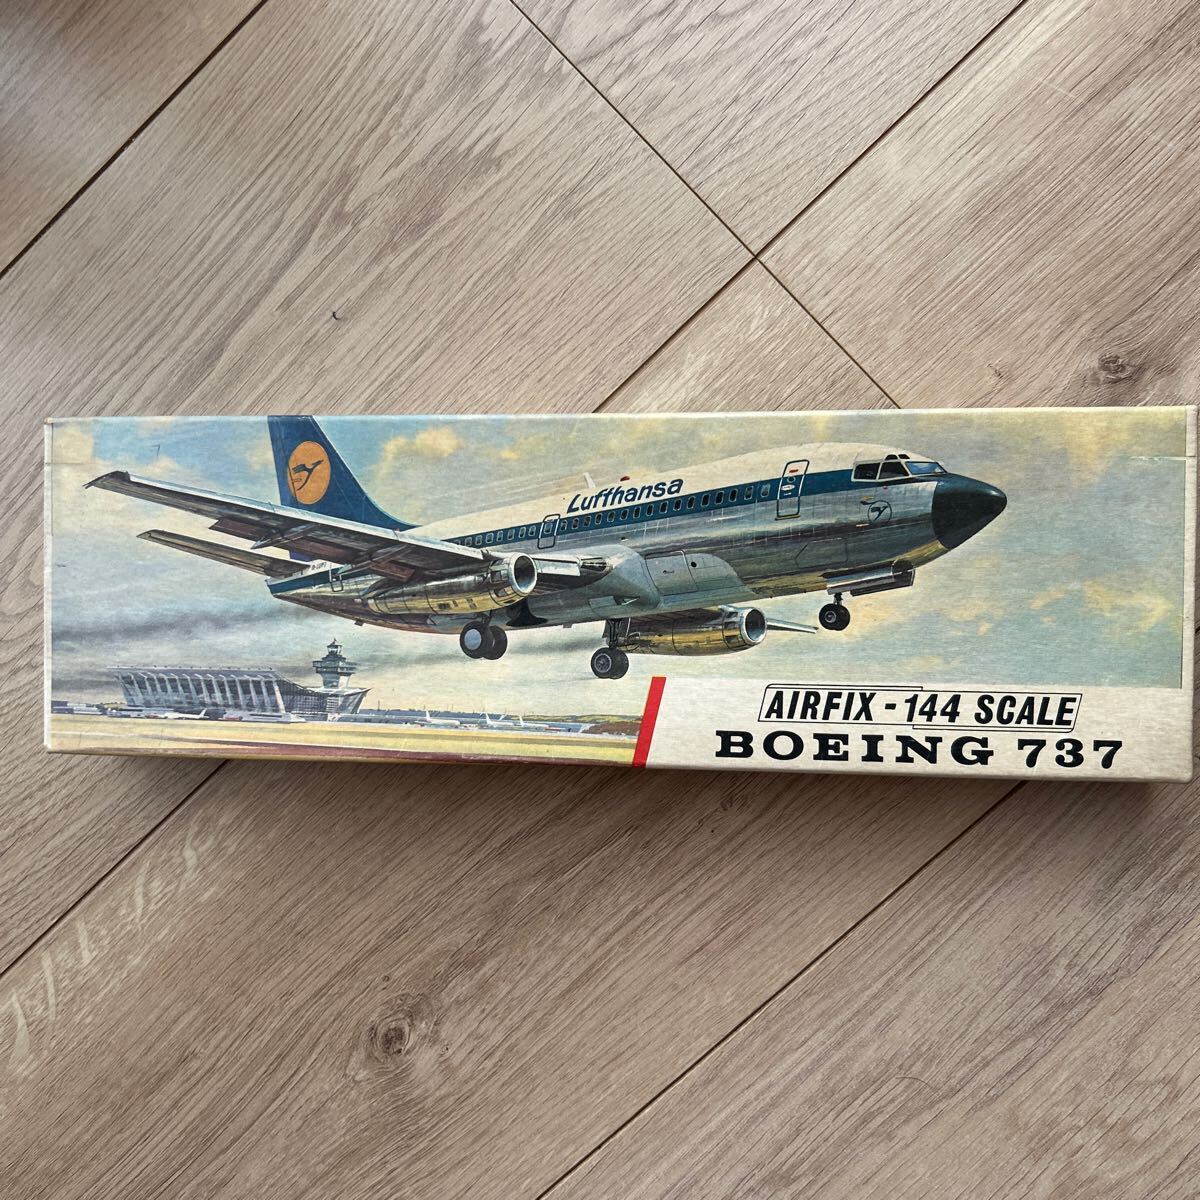 Lufthansa
AIRFIX - 144 SCALE
BOEING 737